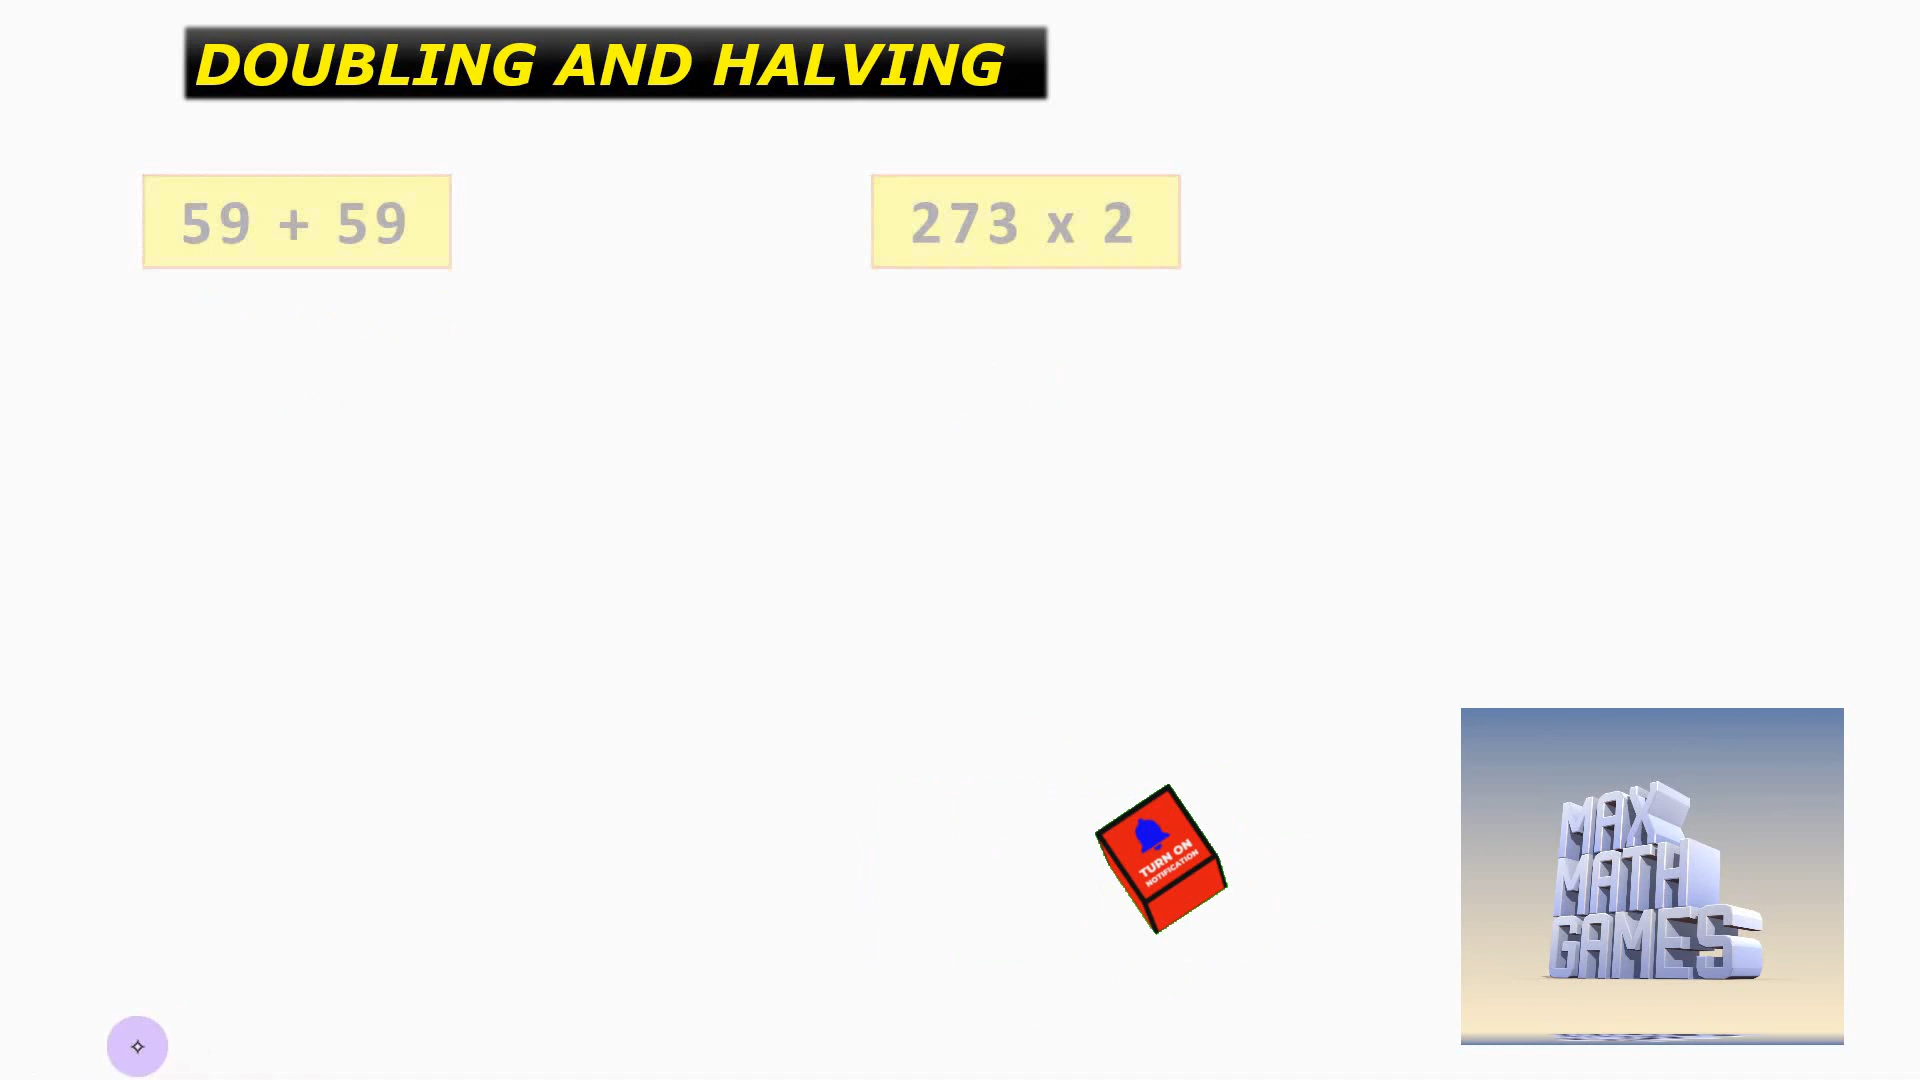 DOUBLING AND HALVING
59 + 59
273 x 2
TURN ON
NOTIFICATION
MAX
MATH
GAMES